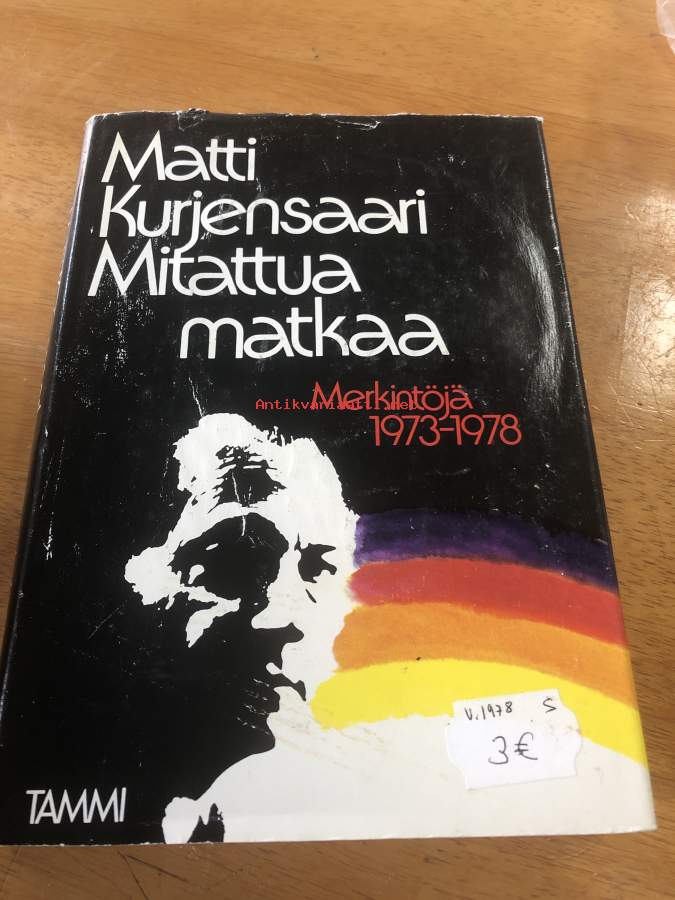 Matti
Kurjensaari
Mitattua
matkaa
Merkintöjä
Antikvariaatti.net
1973-1978
v.1978 S
3€
TAMMI